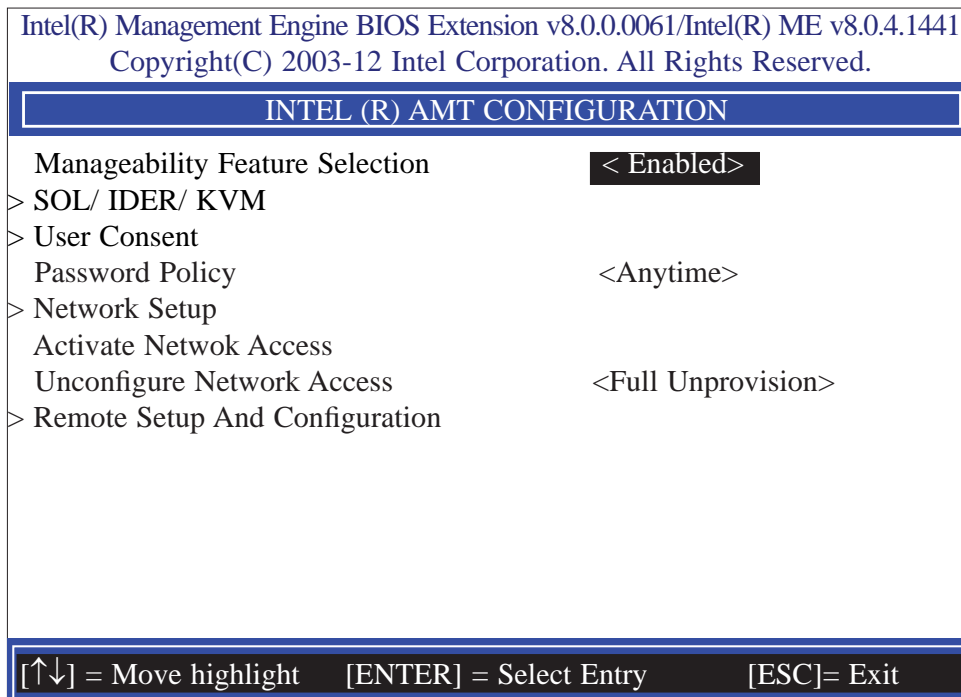 Intel(R) Management Engine BIOS Extension v8.0.0.0061/Intel(R) ME v8.0.4.1441
Copyright(C) 2003-12 Intel Corporation. All Rights Reserved.
INTEL (R) AMT CONFIGURATION
Manageability Feature Selection < Enabled>
> SOL/ IDER/ KVM
> User Consent
Password Policy <Anytime>
> Network Setup
Activate Netwok Access
Unconfigure Network Access <Full Unprovision>
> Remote Setup And Configuration
[↑↓] = Move highlight [ENTER] = Select Entry [ESC]= Exit